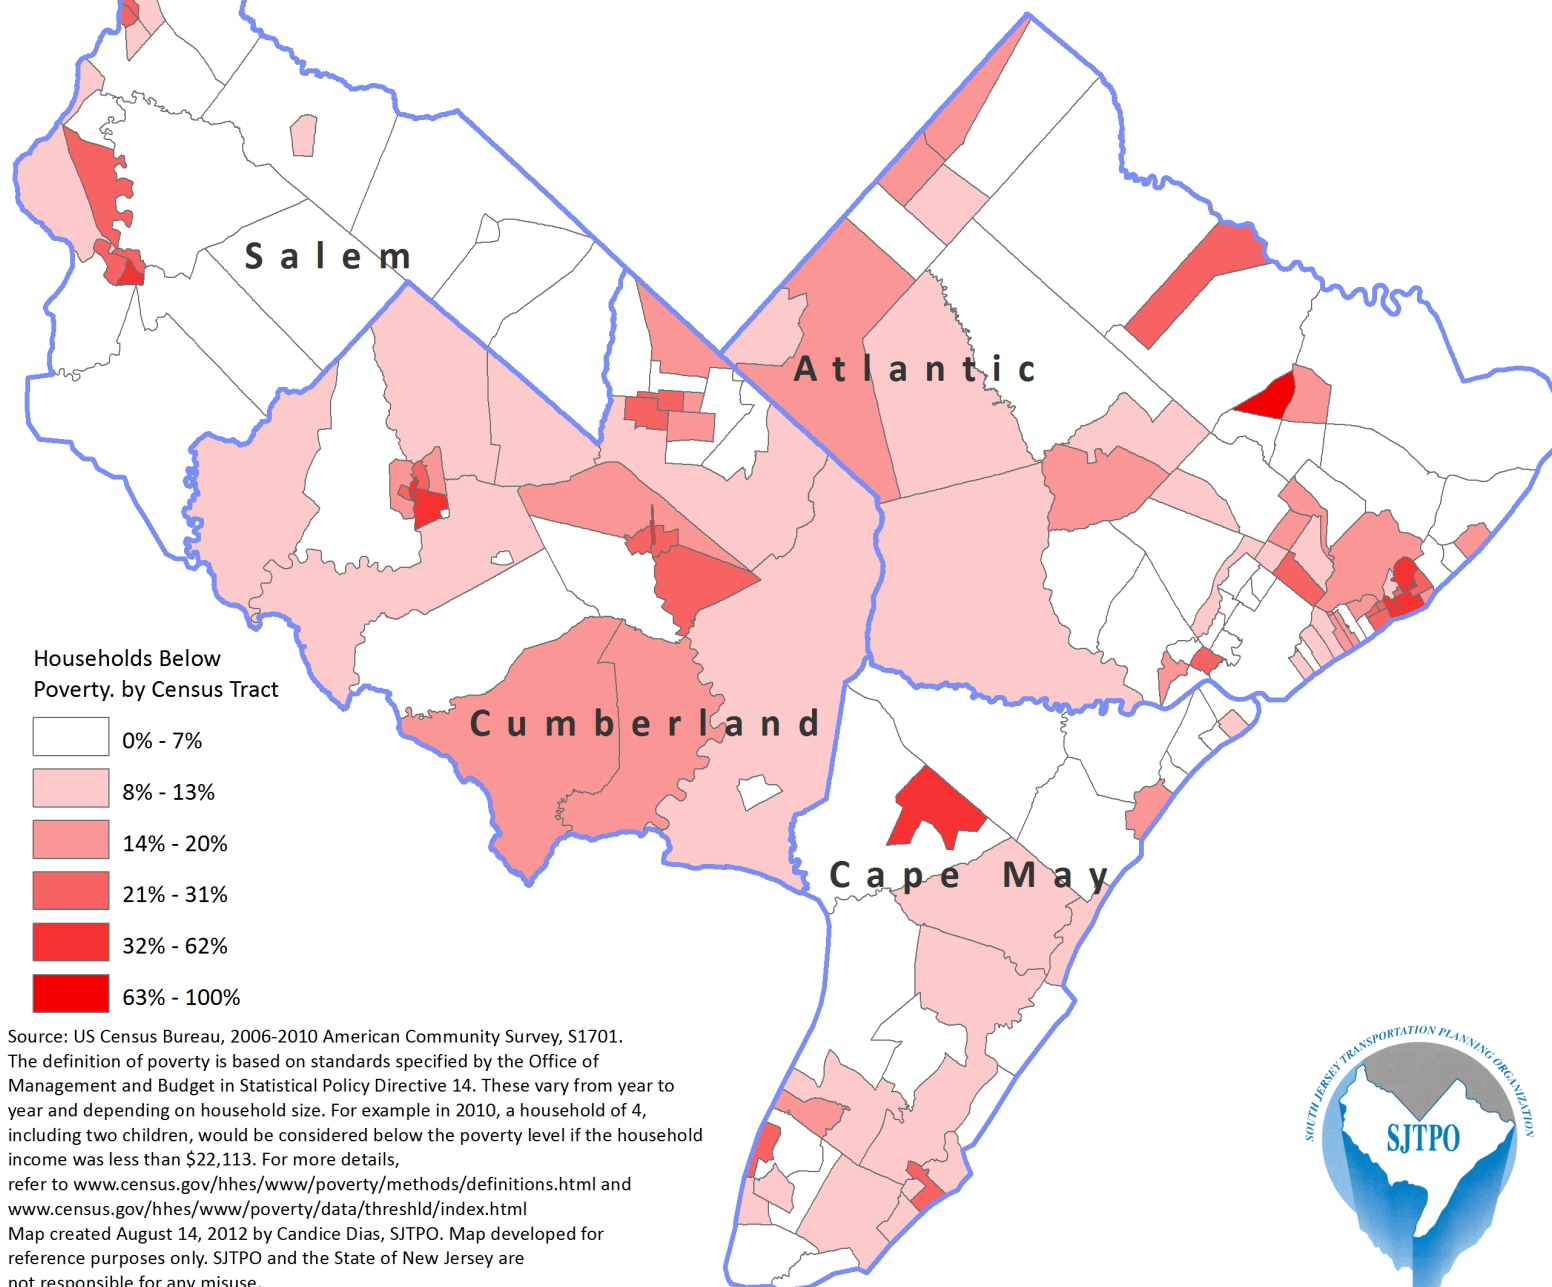 Salem
Atlantic
Cumberland
Cape May
Households Below
Poverty. by Census Tract
0% - 7%
8% - 13%
14% - 20%
21% - 31%
32% - 62%
63% - 100%
Source: US Census Bureau, 2006-2010 American Community Survey, S1701.
The definition of poverty is based on standards specified by the Office of
Management and Budget in Statistical Policy Directive 14. These vary from year to
year and depending on household size. For example in 2010, a household of 4,
including two children, would be considered below the poverty level if the household
income was less than $22,113. For more details,
refer to www.census.gov/hhes/www/poverty/methods/definitions.html and
www.census.gov/hhes/www/poverty/data/threshld/index.html
Map created August 14, 2012 by Candice Dias, SJTPO. Map developed for
reference purposes only. SJTPO and the State of New Jersey are
not responsible for any misuse.
SOUTH JERSEY TRANSPORTATION PLANNING ORGANIZATION
SJTPO